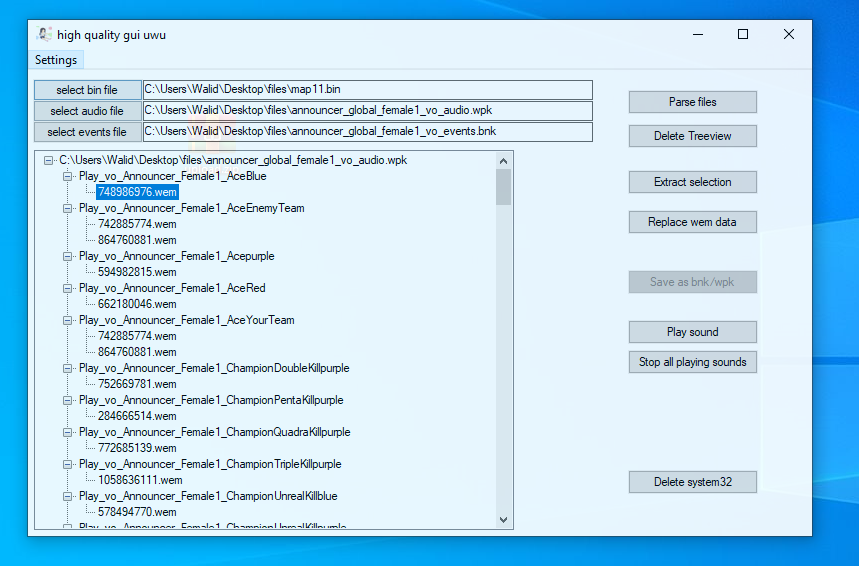 high quality gui uwu
Settings
select bin file
C:\Users\Walid\Desktop\files\map11.bin
select audio file
C:\Users\Walid\Desktop\files\announcer_global_female1_vo_audio.wpk
select events file
C:\Users\Walid\Desktop\files\announcer_global_female1_vo_events.bnk
C:\Users\Walid\Desktop\files\announcer_global_female1_vo_audio.wpk
Play_vo_Announcer_Female1_AceBlue
748986976.wem
Play_vo_Announcer_Female1_AceEnemyTeam
742885774.wem
864760881.wem
Play_vo_Announcer_Female1_Acepurple
594982815.wem
Play_vo_Announcer_Female1_AceRed
662180046.wem
Play_vo_Announcer_Female1_AceYourTeam
742885774.wem
864760881.wem
Play_vo_Announcer_Female1_ChampionDoubleKillpurple
752669781.wem
Play_vo_Announcer_Female1_ChampionPentaKillpurple
284666514.wem
Play_vo_Announcer_Female1_ChampionQuadraKillpurple
772685139.wem
Play_vo_Announcer_Female1_ChampionTripleKillpurple
1058636111.wem
Play_vo_Announcer_Female1_ChampionUnrealKillblue
578494770.wem
Play_vo_Announcer_Female1_ChampionUnrealKillpurple
Parse files
Delete Treeview
Extract selection
Replace wem data
Save as bnk/wpk
Play sound
Stop all playing sounds
Delete system32